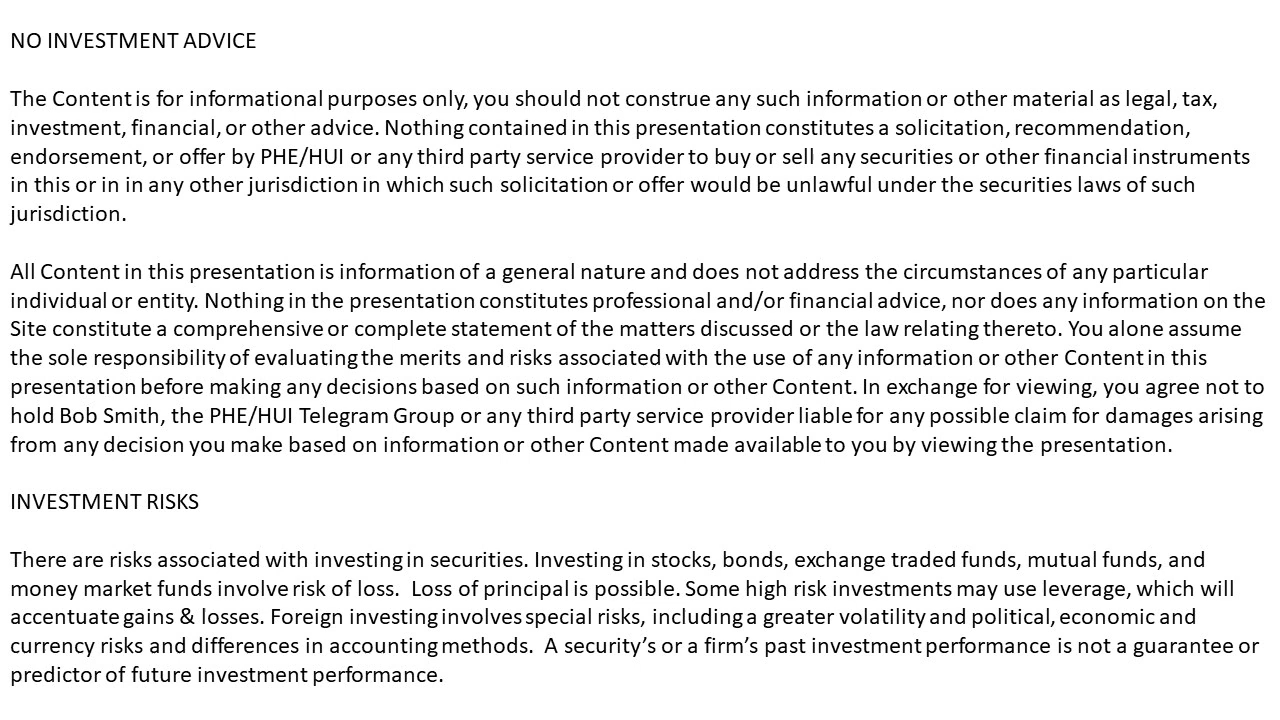 NO INVESTMENT ADVICE
The Content is for informational purposes only, you should not construe any such information or other material as legal, tax,
investment, financial, or other advice. Nothing contained in this presentation constitutes a solicitation, recommendation,
endorsement, or offer by PHE/HUI or any third party service provider to buy or sell any securities or other financial instruments
in this or in in any other jurisdiction in which such solicitation or offer would be unlawful under the securities laws of such
jurisdiction.
All Content in this presentation is information of a general nature and does not address the circumstances of any particular
individual or entity. Nothing in the presentation constitutes professional and/or financial advice, nor does any information on the
Site constitute a comprehensive or complete statement of the matters discussed or the law relating thereto. You alone assume
the sole responsibility of evaluating the merits and risks associated with the use of any information or other Content in this
presentation before making any decisions based on such information or other Content. In exchange for viewing, you agree not to
hold Bob Smith, the PHE/HUI Telegram Group or any third party service provider liable for any possible claim for damages arising
from any decision you make based on information or other Content made available to you by viewing the presentation.
INVESTMENT RISKS
There are risks associated with investing in securities. Investing in stocks, bonds, exchange traded funds, mutual funds, and
money market funds involve risk of loss.  Loss of principal is possible. Some high risk investments may use leverage, which will
accentuate gains & losses. Foreign investing involves special risks, including a greater volatility and political, economic and
currency risks and differences in accounting methods.  A security’s or a firm’s past investment performance is not a guarantee or
predictor of future investment performance.